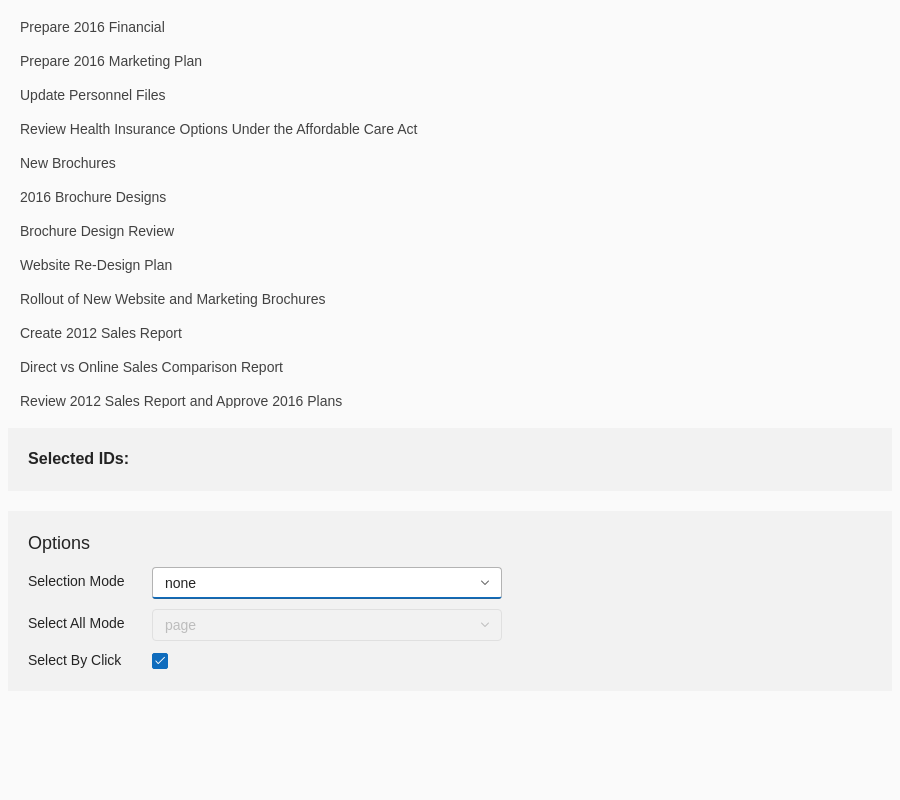 Prepare 2016 Financial
Prepare 2016 Marketing Plan
Update Personnel Files
Review Health Insurance Options Under the Affordable Care Act
New Brochures
2016 Brochure Designs
Brochure Design Review
Website Re-Design Plan
Rollout of New Website and Marketing Brochures
Create 2012 Sales Report
Direct vs Online Sales Comparison Report
Review 2012 Sales Report and Approve 2016 Plans
Selected IDs:
Options
Selection Mode none
Select All Mode page
Select By Click